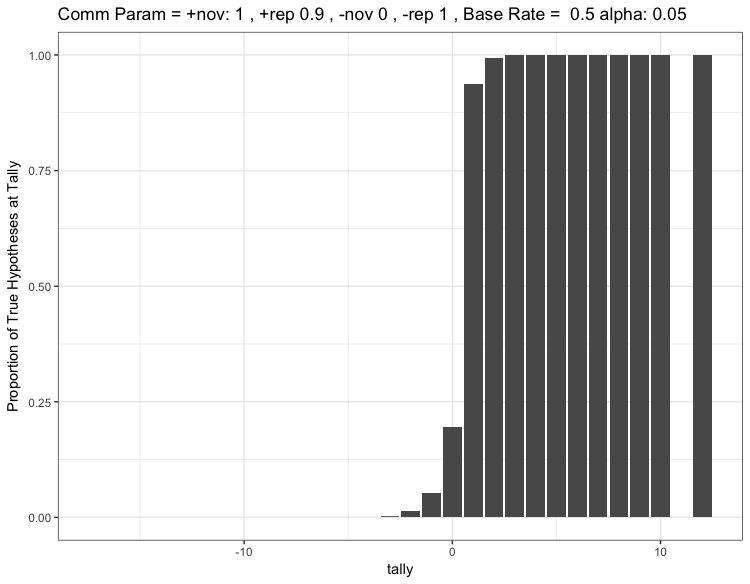 Comm Param = +nov: 1 , +rep 0.9 , -nov 0 , -rep 1 , Base Rate =  0.5 alpha: 0.05
Proportion of True Hypotheses at Tally
1.00
0.75
0.50
0.25
0.00
-10
0
10
tally